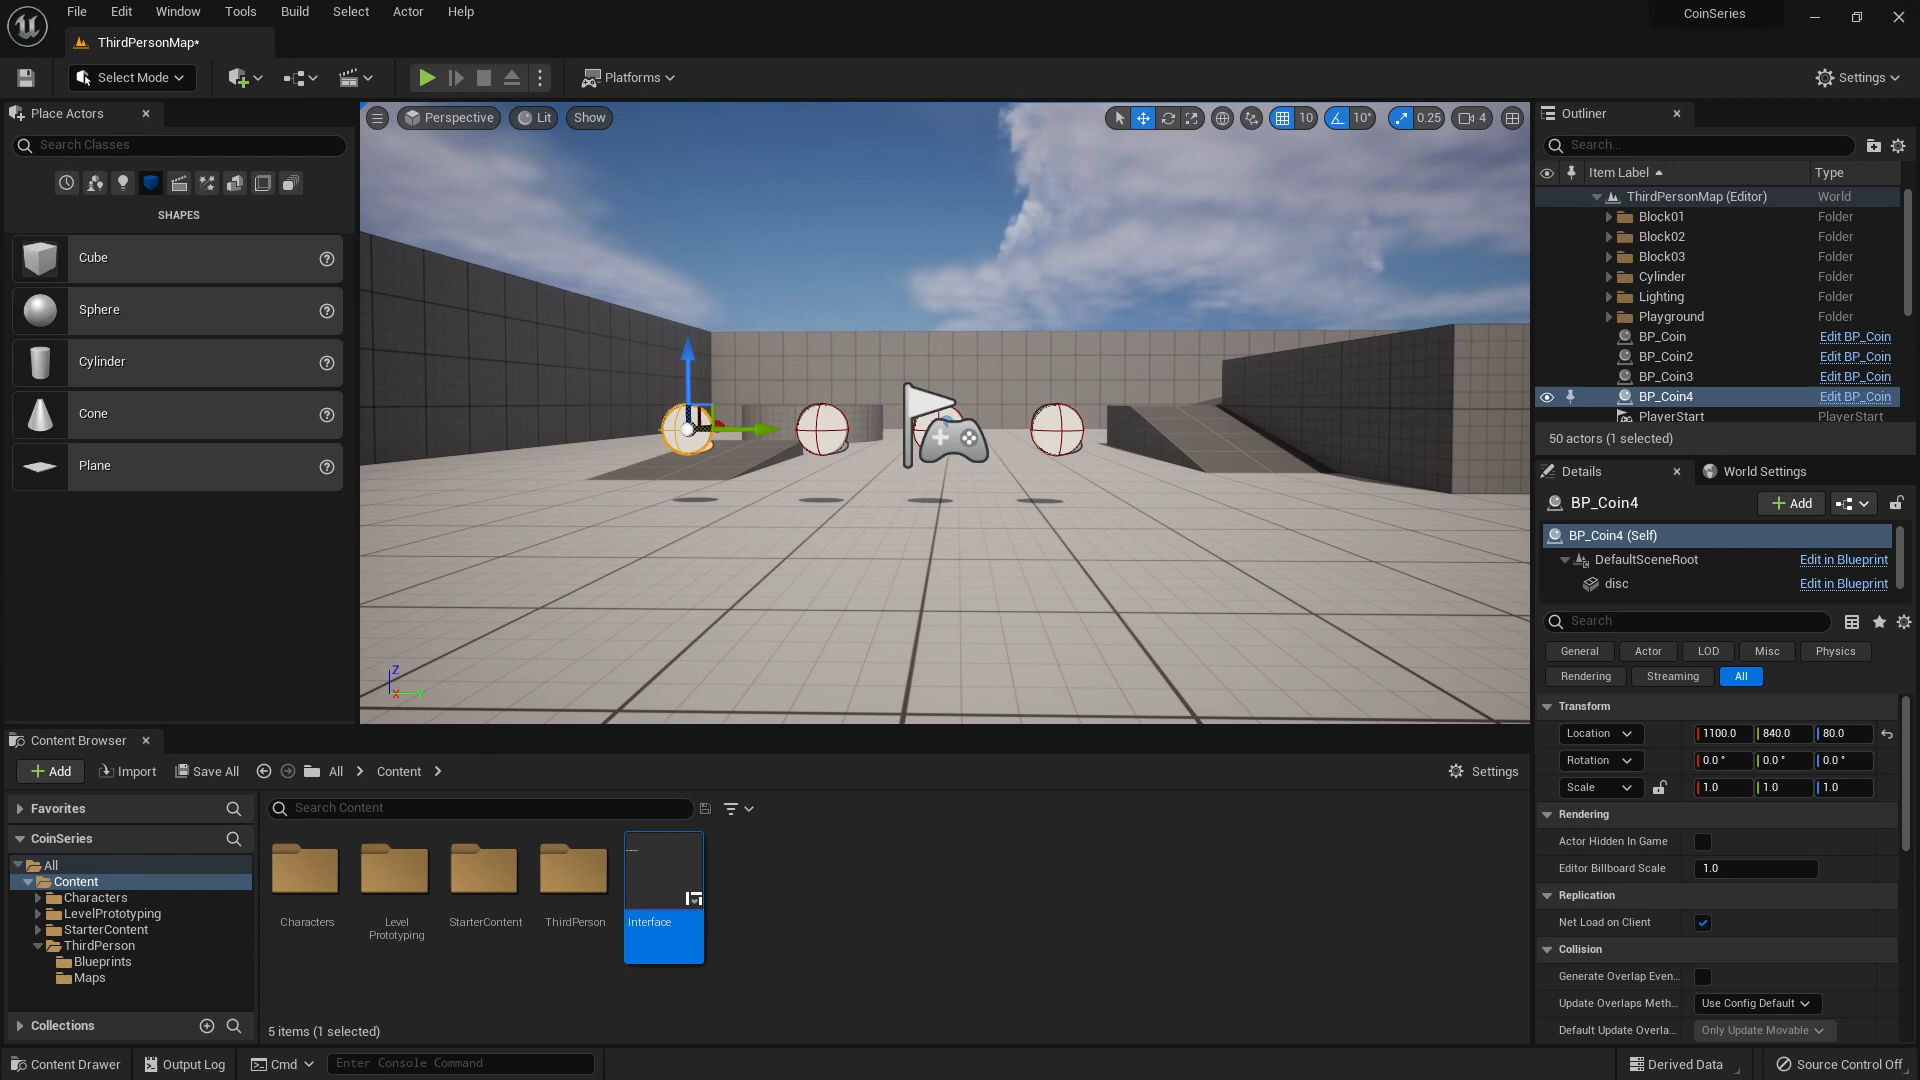 File Edit Window Tools Build Select Actor Help
CoinSeries
ThirdPersonMap*
Select Mode
Platforms
Settings
Place Actors
Search Classes
SHAPES
Cube
Sphere
Cylinder
Cone
Plane
Perspective Lit Show
10 10° 0.25 4
Z
X Y
Outliner
Search...
Item Label Type
ThirdPersonMap (Editor) World
Block01 Folder
Block02 Folder
Block03 Folder
Cylinder Folder
Lighting Folder
Playground Folder
BP_Coin Edit BP_Coin
BP_Coin2 Edit BP_Coin
BP_Coin3 Edit BP_Coin
BP_Coin4 Edit BP_Coin
PlayerStart PlayerStart
50 actors (1 selected)
Details World Settings
BP_Coin4 Add
BP_Coin4 (Self)
DefaultSceneRoot Edit in Blueprint
disc Edit in Blueprint
Search
General Actor LOD Misc Physics
Rendering Streaming All
Transform
Location 1100.0 840.0 80.0
Rotation 0.0 ° 0.0 ° 0.0 °
Scale 1.0 1.0 1.0
Rendering
Actor Hidden In Game
Editor Billboard Scale 1.0
Replication
Net Load on Client
Collision
Generate Overlap Even...
Update Overlaps Meth... Use Config Default
Default Update Overla... Only Update Movable
Content Browser
Add Import Save All All Content Settings
Favorites
Search Content
CoinSeries
All
Content
Characters
LevelPrototyping
StarterContent
ThirdPerson
Blueprints
Maps
Collections
Characters
Level Prototyping
StarterContent
ThirdPerson
Interface
5 items (1 selected)
Content Drawer Output Log Cmd Enter Console Command Derived Data Source Control Off